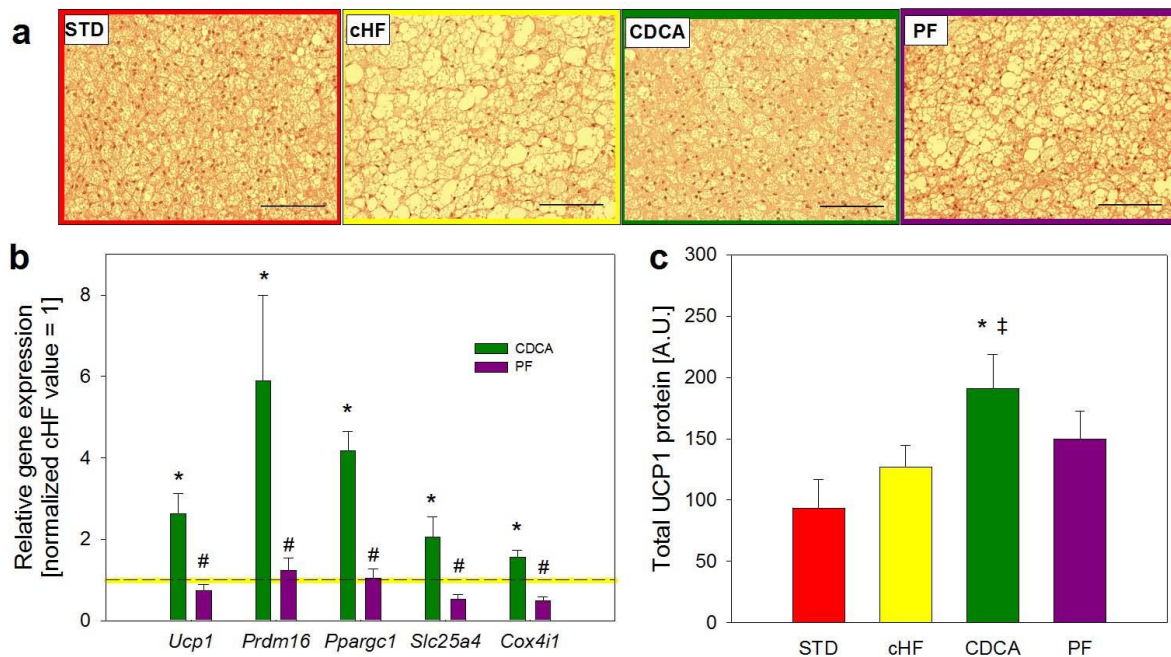 a
STD
cHF
CDCA
PF
b
Relative gene expression
[normalized cHF value = 1]
8
6
4
2
0
*
*
*
*
*
#
#
#
#
#
CDCA
PF
Ucp1 Prdm16 Ppargc1 Slc25a4 Cox4i1
c
Total UCP1 protein [A.U.]
300
250
200
150
100
50
0
* ‡
STD cHF CDCA PF